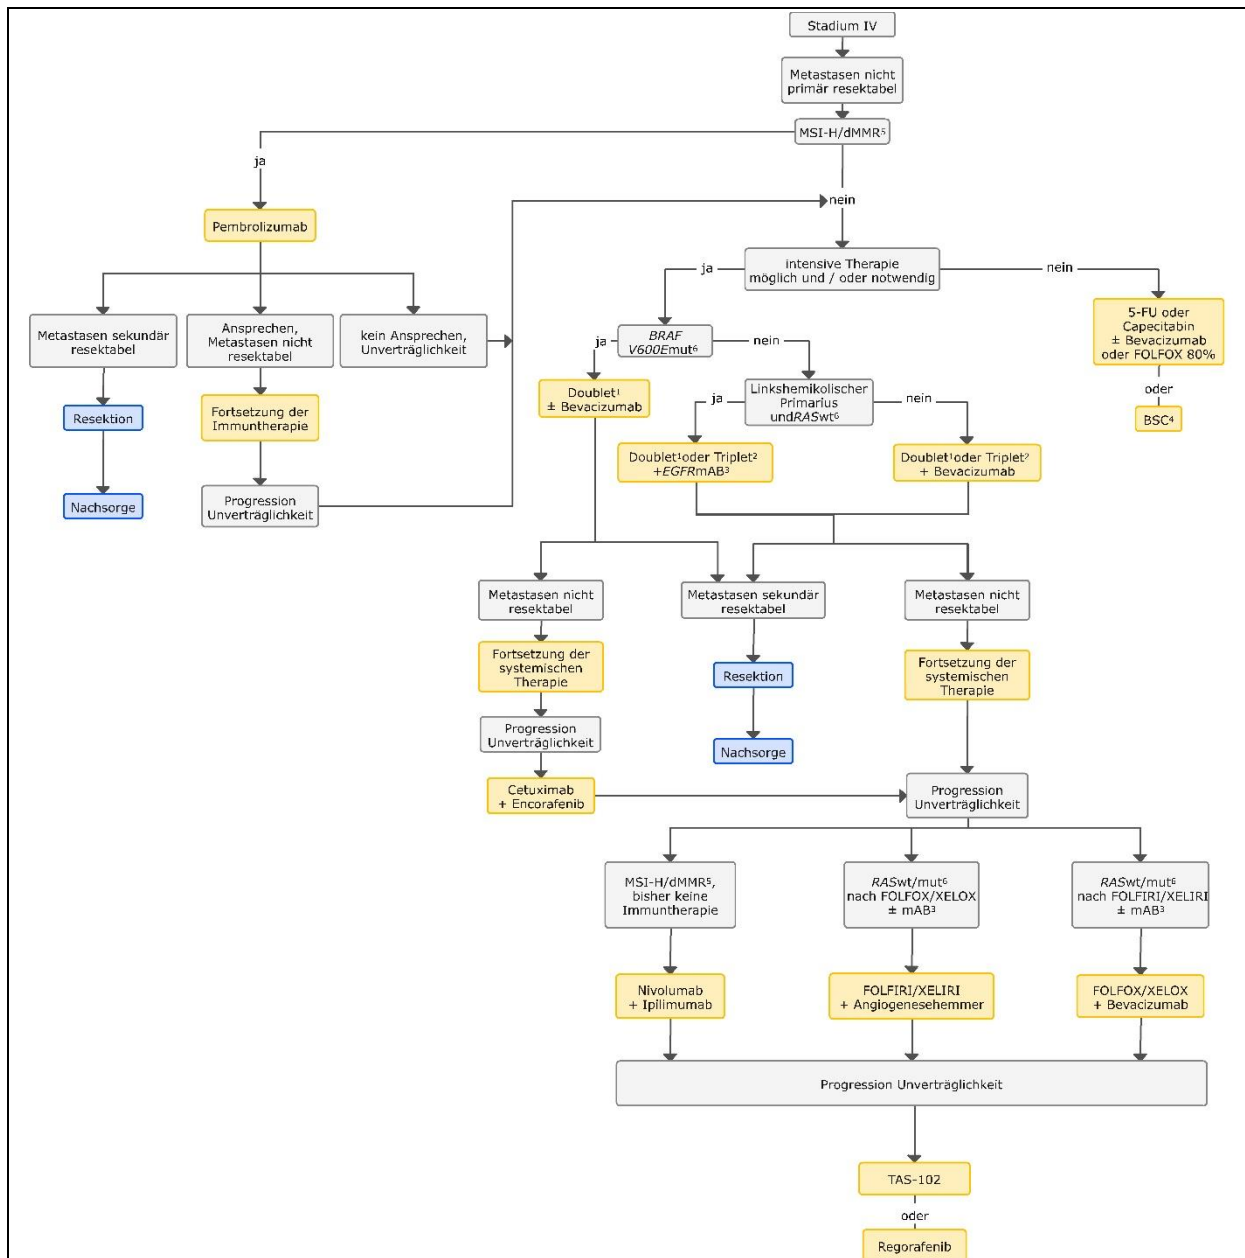 Stadium IV
Metastasen nicht
primär resektabel
MSI-H/dMMR⁵
ja
nein
Pembrolizumab
intensive Therapie
möglich und / oder notwendig
ja
nein
Metastasen sekundär
resektabel
Ansprechen,
Metastasen nicht
resektabel
kein Ansprechen,
Unverträglichkeit
BRAF
V600Emut⁶
ja
nein
5-FU oder
Capecitabin
± Bevacizumab
oder FOLFOX 80%
oder
BSC⁴
Resektion
Nachsorge
Fortsetzung der
Immuntherapie
Progression
Unverträglichkeit
Doublet¹
± Bevacizumab
Linkshemikolischer
Primarius
undRASwt⁶
ja
nein
Doublet¹oder Triplet²
+EGFRmAB³
Doublet¹oder Triplet²
+ Bevacizumab
Metastasen nicht
resektabel
Metastasen sekundär
resektabel
Metastasen nicht
resektabel
Fortsetzung der
systemischen
Therapie
Resektion
Fortsetzung der
systemischen
Therapie
Progression
Unverträglichkeit
Nachsorge
Cetuximab
+ Encorafenib
Progression
Unverträglichkeit
MSI-H/dMMR⁵,
bisher keine
Immuntherapie
RASwt/mut⁶
nach FOLFOX/XELOX
± mAB³
RASwt/mut⁶
nach FOLFIRI/XELIRI
± mAB³
Nivolumab
+ Ipilimumab
FOLFIRI/XELIRI
+ Angiogenesehemmer
FOLFOX/XELOX
+ Bevacizumab
Progression Unverträglichkeit
TAS-102
oder
Regorafenib